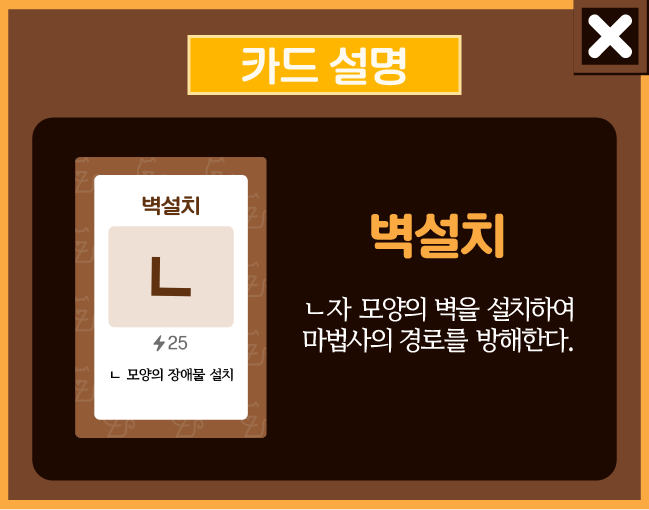 카드 설명
벽설치
ㄴ
25
ㄴ 모양의 장애물 설치
벽설치
ㄴ자 모양의 벽을 설치하여
마법사의 경로를 방해한다.